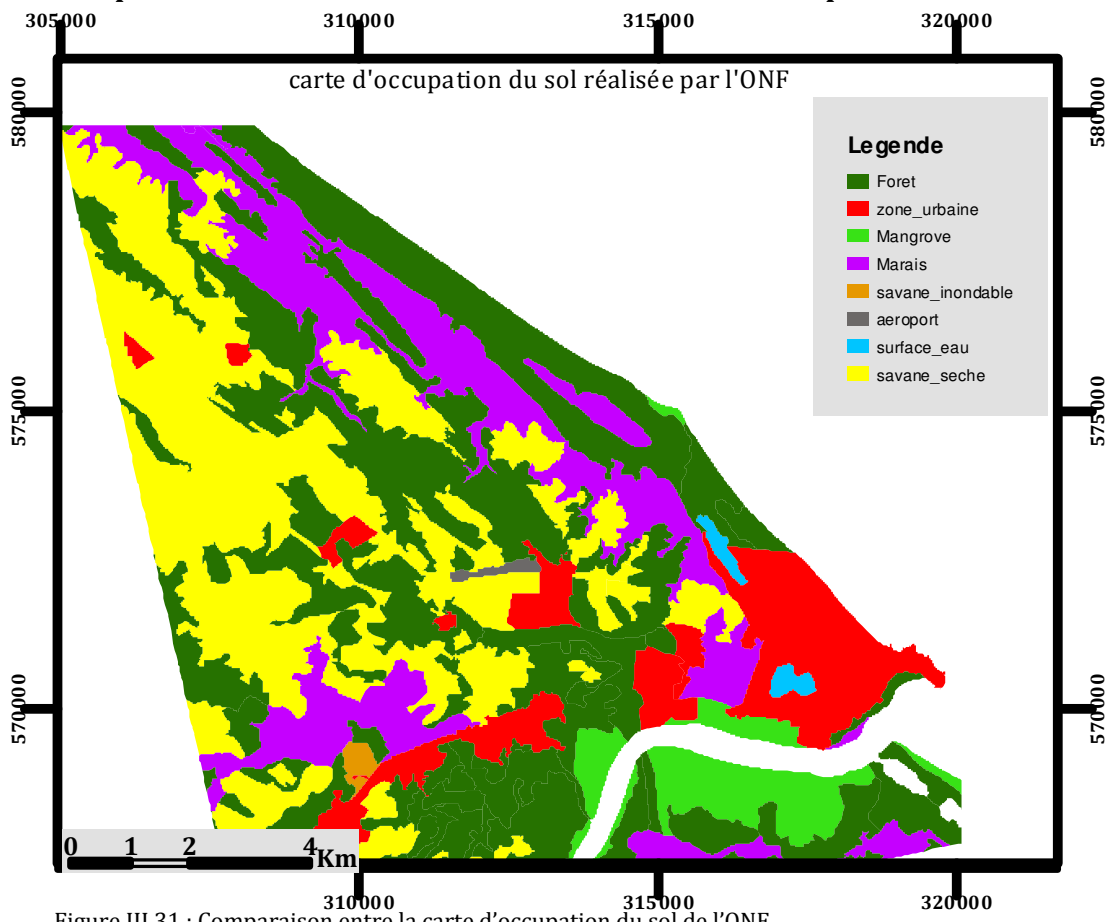 305000 310000 315000 320000
carte d'occupation du sol réalisée par l'ONF
580000 580000
Legende
Foret
zone_urbaine
Mangrove
Marais
savane_inondable
aeroport
surface_eau
savane_seche
575000 575000
570000 570000
0 1 2 4 Km
310000 315000 320000
Figure III.31 : Comparaison entre la carte d'occupation du sol de l'ONF